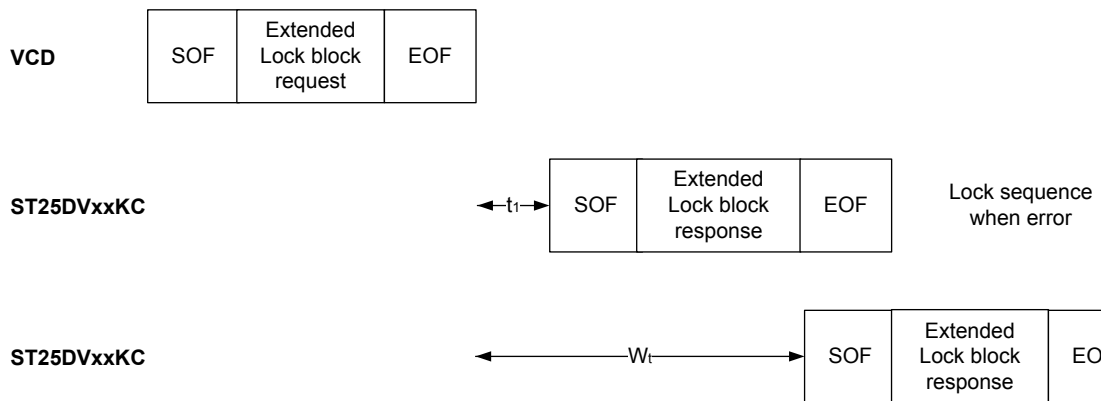 VCD
SOF
Extended
Lock block
request
EOF
ST25DVxxKC
t1
SOF
Extended
Lock block
response
EOF
Lock sequence
when error
ST25DVxxKC
Wt
SOF
Extended
Lock block
response
EO